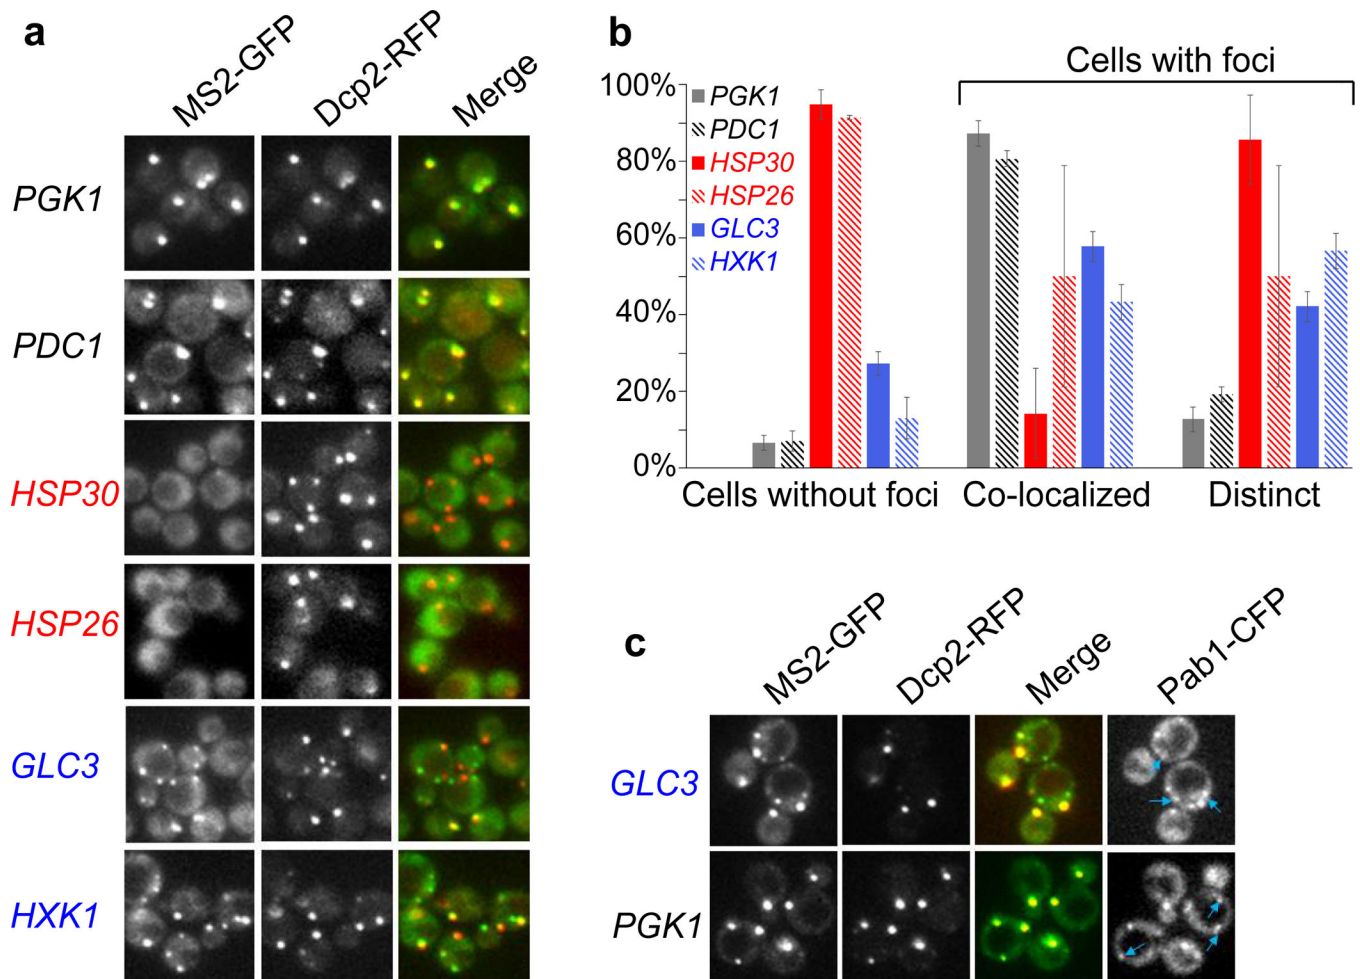 a
MS2-GFP
Dcp2-RFP
Merge
PGK1
PDC1
HSP30
HSP26
GLC3
HXK1
b
Cells with foci
100%
80%
60%
40%
20%
0%
PGK1
PDC1
HSP30
HSP26
GLC3
HXK1
Cells without foci
Co-localized
Distinct
c
MS2-GFP
Dcp2-RFP
Merge
Pab1-CFP
GLC3
PGK1